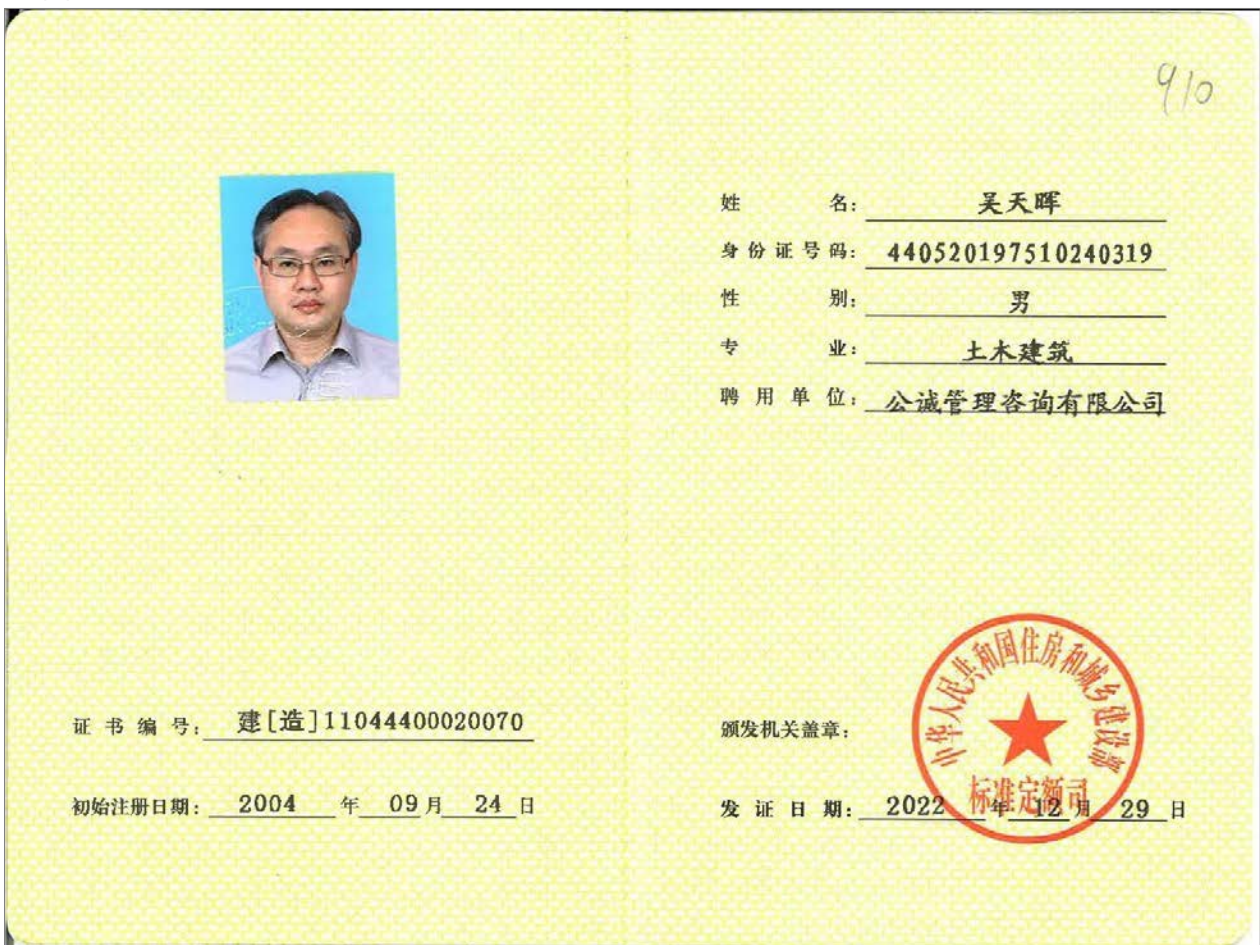 910
姓 名: 吴天晖
身份证号码: 440520197510240319
性 别: 男
专 业: 土木建筑
聘用单位: 公诚管理咨询有限公司
证书编号: 建[造]11044400020070
初始注册日期: 2004 年 09 月 24 日
颁发机关盖章:
中华人民共和国住房和城乡建设部
标准定额司
发证日期: 2022 年 12 月 29 日